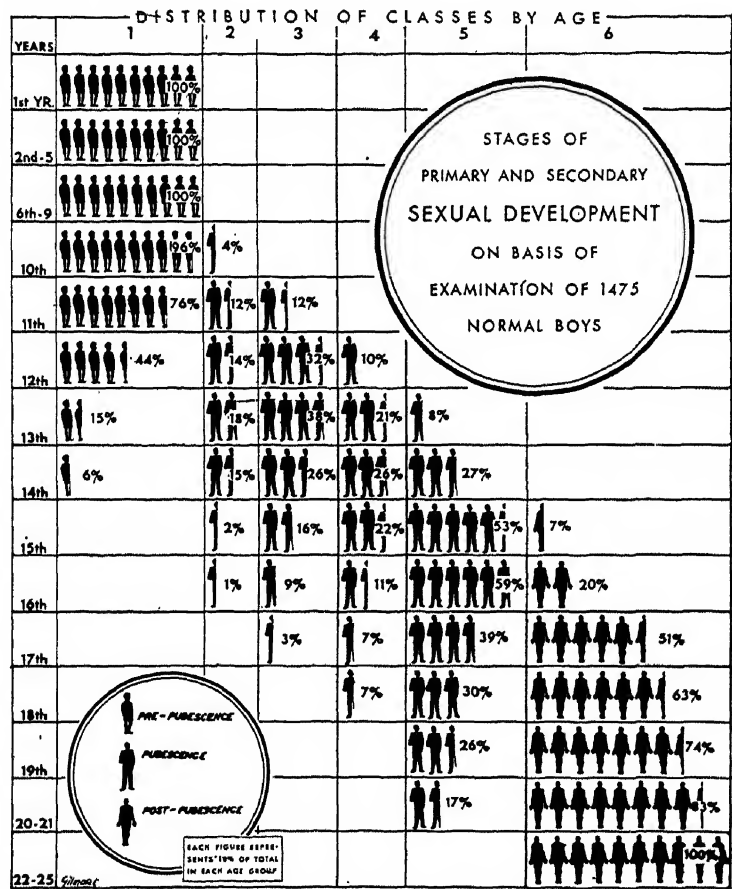 DISTRIBUTION OF CLASSES BY AGE
YEARS 1 2 3 4 5 6
1st YR. 100%
2nd-5 100%
6th-9 100%
STAGES OF
PRIMARY AND SECONDARY
SEXUAL DEVELOPMENT
ON BASIS OF
EXAMINATION OF 1475
NORMAL BOYS
10th 96% 4%
11th 76% 12% 12%
12th 44% 14% 32% 10%
13th 15% 18% 38% 21% 8%
14th 6% 5% 26% 26% 27%
15th 2% 16% 22% 53% 7%
16th 1% 9% 11% 59% 20%
17th 3% 7% 39% 51%
18th 7% 30% 63%
19th 26% 74%
20-21 17% 83%
22-25 100%
PRE-PUBESCENCE
PUBESCENCE
POST-PUBESCENCE
EACH FIGURE REPRE-
SENTS 10% OF TOTAL
IN EACH AGE GROUP
Gilmore